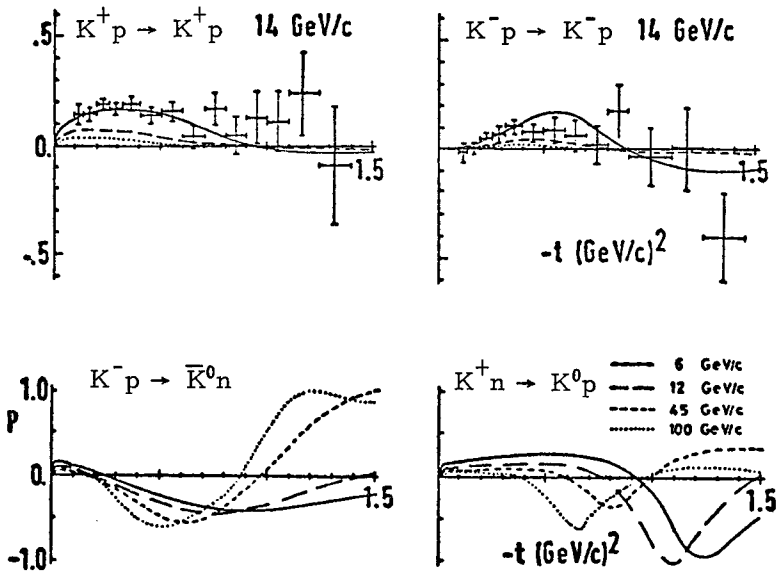 K⁺p → K⁺p 14 GeV/c
.5
0.
-.5
1.5
K⁻p → K⁻p 14 GeV/c
1.5
-t (GeV/c)²
K⁻p → K̄⁰n
P
1.0
0.
-1.0
1.5
K⁺n → K⁰p
6 GeV/c
12 GeV/c
45 GeV/c
100 GeV/c
1.5
-t (GeV/c)²